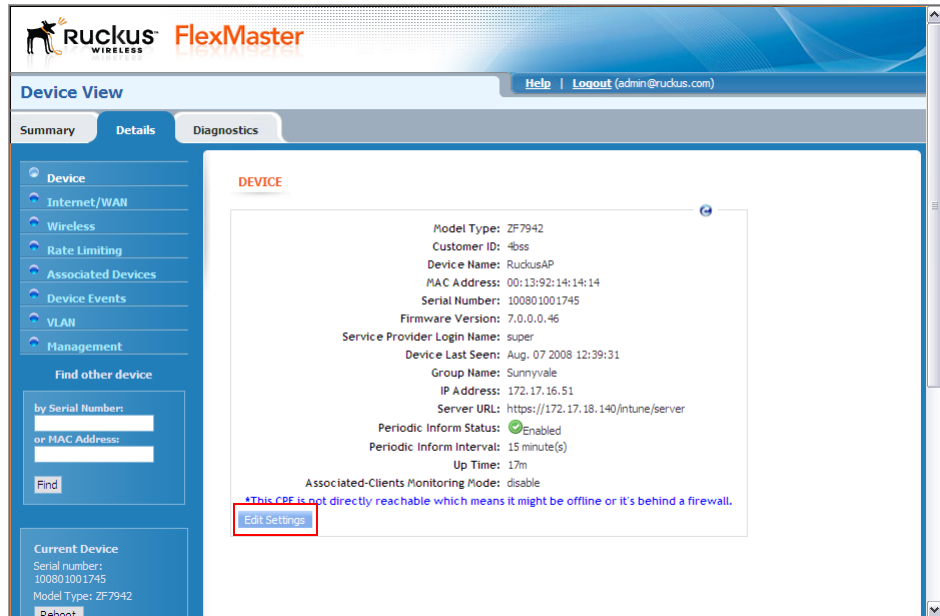 RUCKUS
WIRELESS
FlexMaster
Device View
Help | Logout (admin@ruckus.com)
Summary
Details
Diagnostics
Device
Internet/WAN
Wireless
Rate Limiting
Associated Devices
Device Events
VLAN
Management
Find other device
by Serial Number:
or MAC Address:
Find
Current Device
Serial number:
100801001745
Model Type: ZF7942
Reboot
DEVICE
Model Type: ZF7942
Customer ID: 4bss
Device Name: RuckusAP
MAC Address: 00:13:92:14:14:14
Serial Number: 100801001745
Firmware Version: 7.0.0.0.46
Service Provider Login Name: super
Device Last Seen: Aug. 07 2008 12:39:31
Group Name: Sunnyvale
IP Address: 172.17.16.51
Server URL: https://172.17.18.140/intune/server
Periodic Inform Status: Enabled
Periodic Inform Interval: 15 minute(s)
Up Time: 17m
Associated-Clients Monitoring Mode: disable
*This CPE is not directly reachable which means it might be offline or it's behind a firewall.
Edit Settings